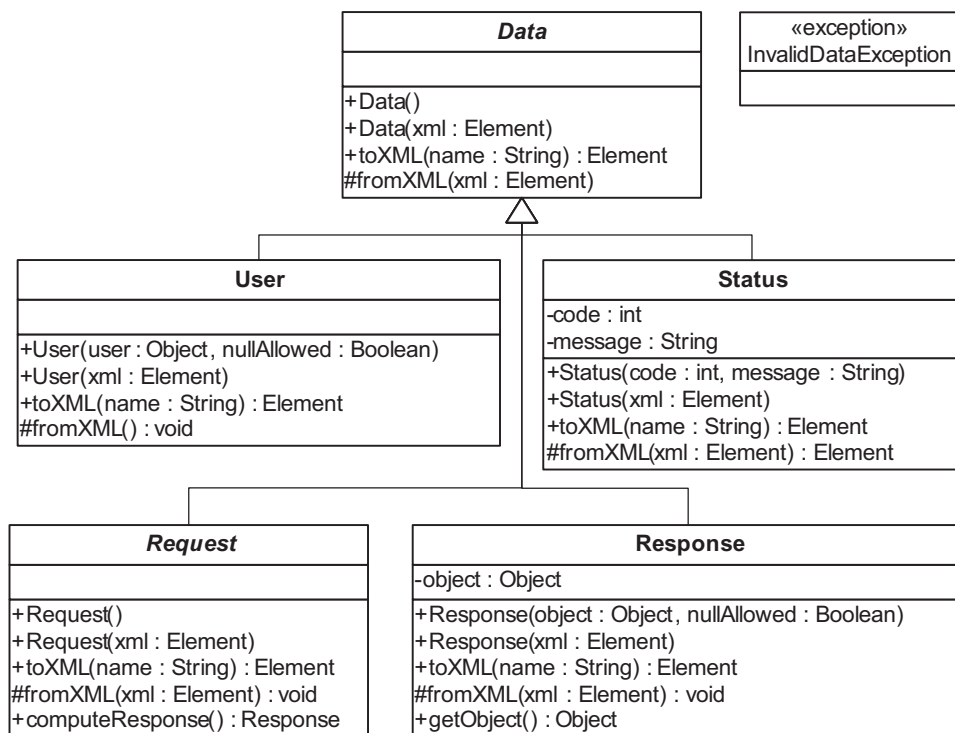 Data
+Data()
+Data(xml : Element)
+toXML(name : String) : Element
#fromXML(xml : Element)
«exception»
InvalidDataException
User
+User(user : Object, nullAllowed : Boolean)
+User(xml : Element)
+toXML(name : String) : Element
#fromXML() : void
Status
-code : int
-message : String
+Status(code : int, message : String)
+Status(xml : Element)
+toXML(name : String) : Element
#fromXML(xml : Element) : Element
Request
+Request()
+Request(xml : Element)
+toXML(name : String) : Element
#fromXML(xml : Element) : void
+computeResponse() : Response
Response
-object : Object
+Response(object : Object, nullAllowed : Boolean)
+Response(xml : Element)
+toXML(name : String) : Element
#fromXML(xml : Element) : void
+getObject() : Object